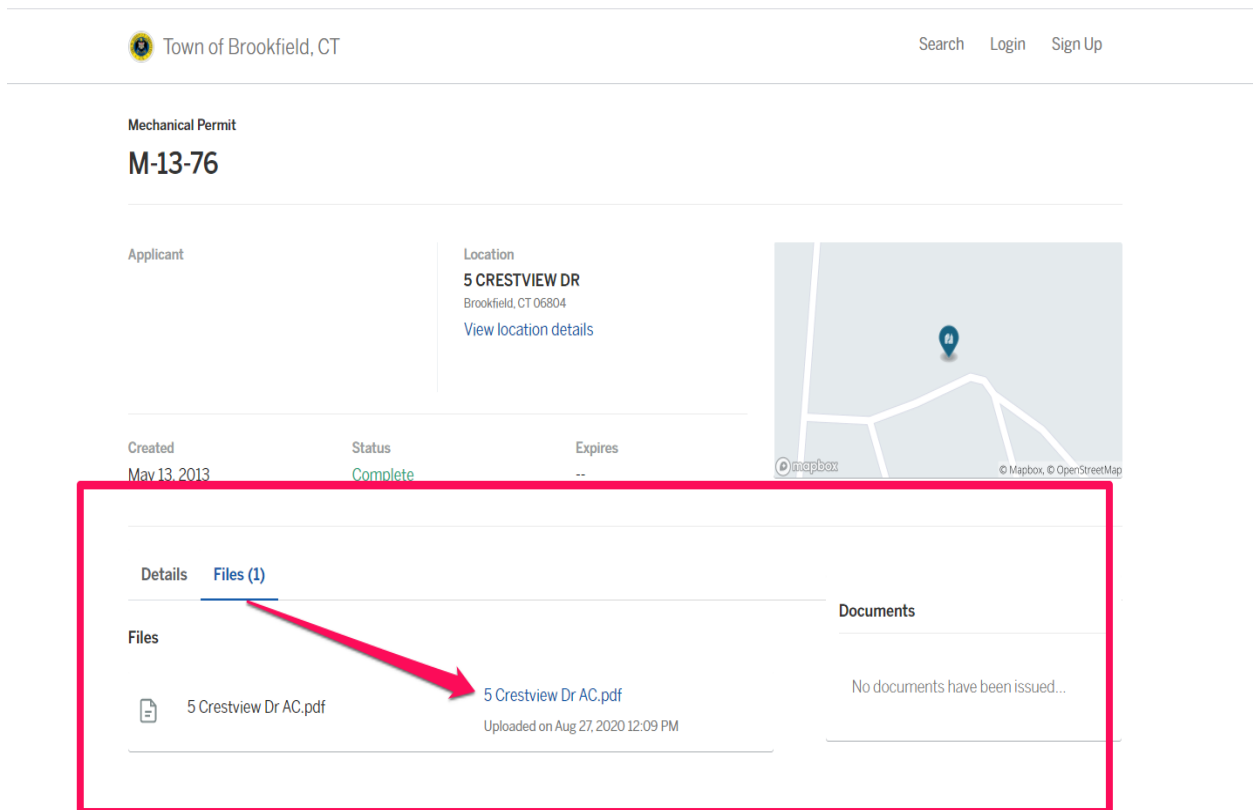 Town of Brookfield, CT
Search Login Sign Up
Mechanical Permit
M-13-76
Applicant
Location
5 CRESTVIEW DR
Brookfield, CT 06804
View location details
mapbox
© Mapbox, © OpenStreetMap
Created Status Expires
May 13, 2013 Complete --
Details Files (1)
Documents
Files
No documents have been issued...
5 Crestview Dr AC.pdf
5 Crestview Dr AC.pdf
Uploaded on Aug 27, 2020 12:09 PM